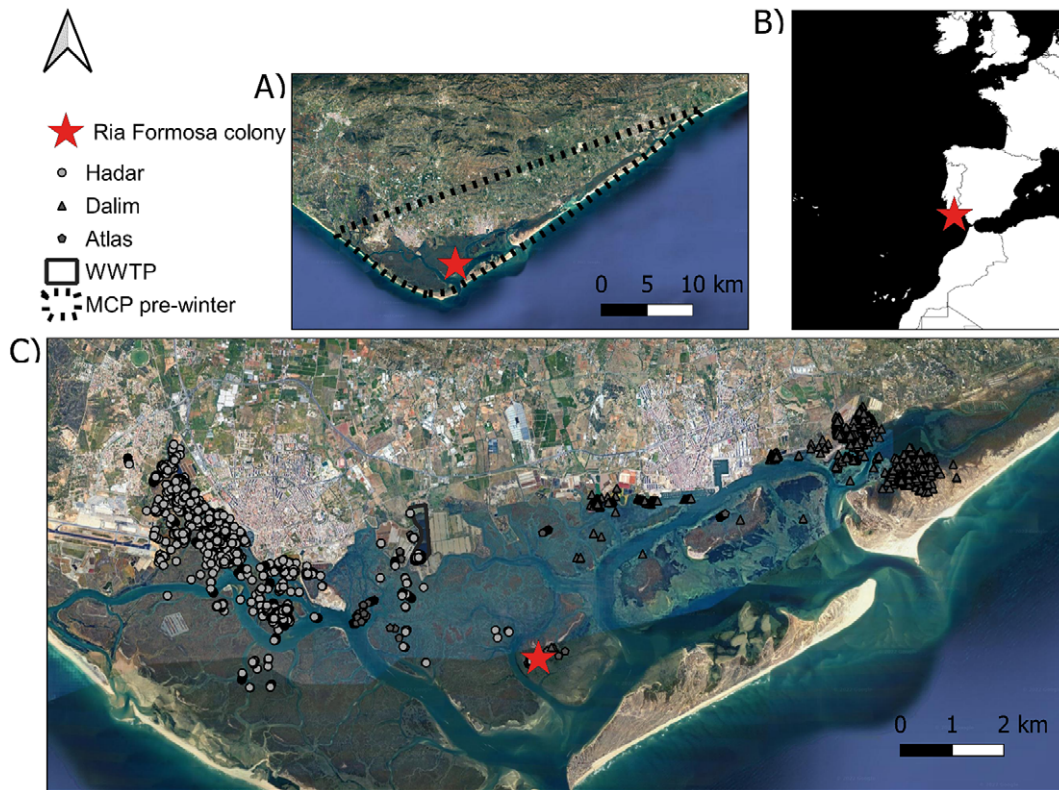 A)
B)
Ria Formosa colony
Hadar
Dalim
Atlas
WWTP
MCP pre-winter
0 5 10 km
C)
0 1 2 km